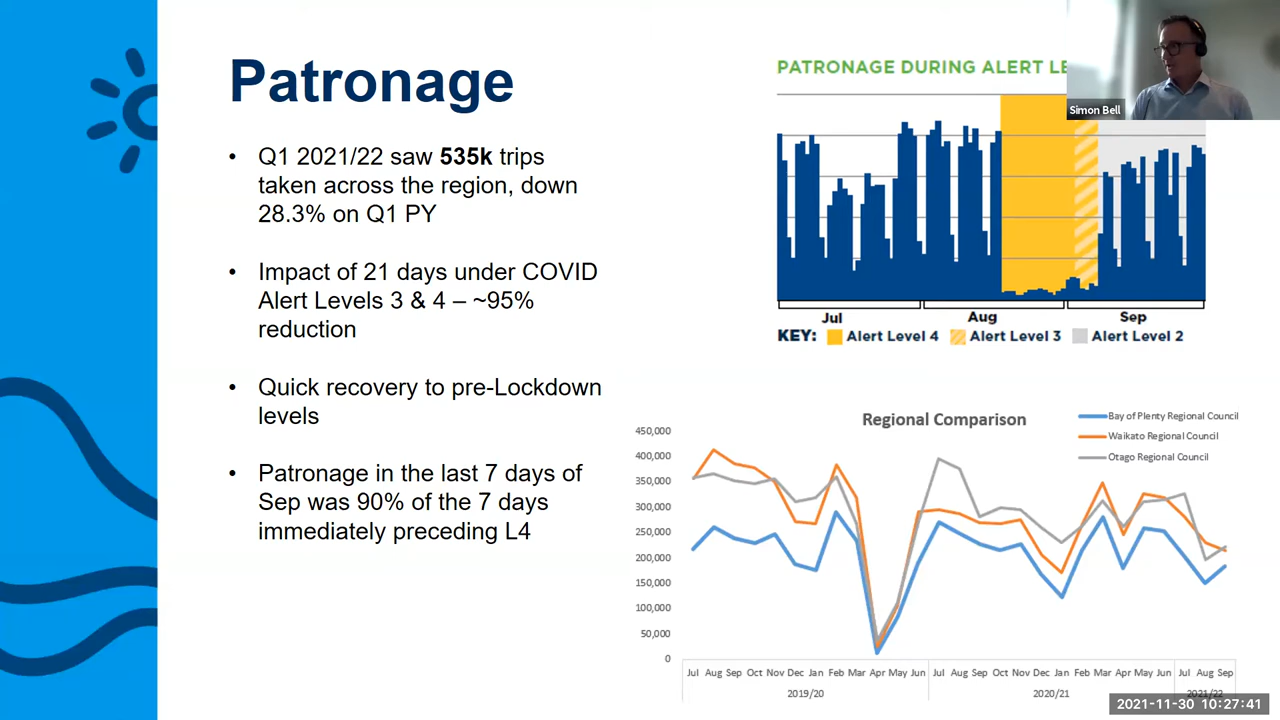 Patronage
• Q1 2021/22 saw 535k trips
taken across the region, down
28.3% on Q1 PY
• Impact of 21 days under COVID
Alert Levels 3 & 4 – ~95%
reduction
• Quick recovery to pre-Lockdown
levels
• Patronage in the last 7 days of
Sep was 90% of the 7 days
immediately preceding L4
PATRONAGE DURING ALERT LE
Simon Bell
Jul Aug Sep
KEY: Alert Level 4 Alert Level 3 Alert Level 2
Regional Comparison
Bay of Plenty Regional Council
Waikato Regional Council
Otago Regional Council
450,000
400,000
350,000
300,000
250,000
200,000
150,000
100,000
50,000
0
Jul Aug Sep Oct Nov Dec Jan Feb Mar Apr May Jun Jul Aug Sep Oct Nov Dec Jan Feb Mar Apr May Jun Jul Aug Sep
2019/20 2020/21 2021/22
2021-11-30 10:27:41